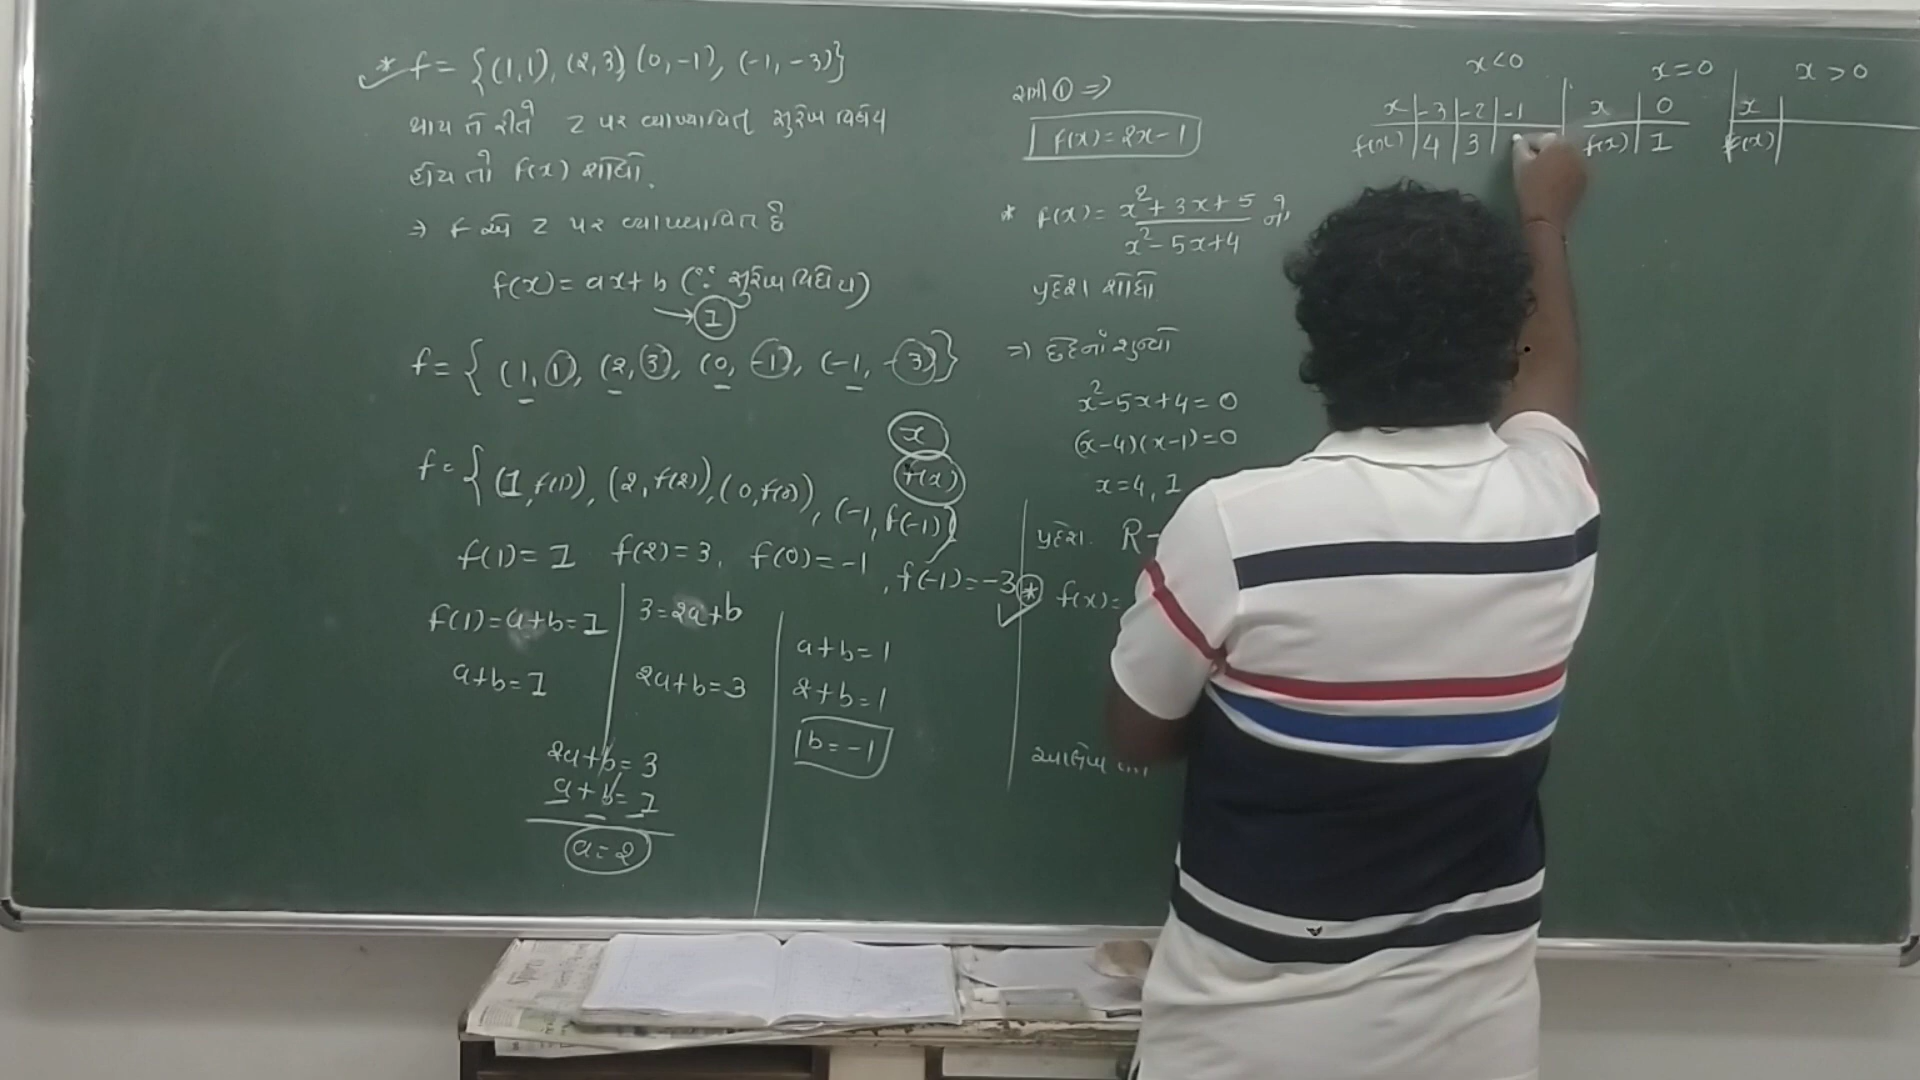 * f = {(1,1), (2,3), (0,-1), (-1,-3)}
થાય તે રીતે Z પર વ્યાખ્યાયિત સુરેખ વિધેય
હોય તો f(x) શોધો.
⇒ f એ Z પર વ્યાખ્યાયિત છે
f(x) = ax+b (∵ સુરેખ વિધેય)
→ ①
f = { (1,1), (2,3), (0,-1), (-1,-3)}
x
f(x)
f = { (1,f(1)), (2,f(2)), (0,f(0)), (-1,f(-1)}
f(1)=1 f(2)=3, f(0)=-1, f(-1)=-3
f(1)=a+b=1
a+b=1
3=2a+b
2a+b=3
2a+b=3
a+b=1
a=2
a+b=1
2+b=1
b=-1
① ⇒
f(x)=2x-1
* f(x) = x²+3x+5 / x²-5x+4 નો
પ્રદેશ શોધો
⇒ છેદનાં શૂન્યો
x²-5x+4=0
(x-4)(x-1)=0
x=4, 1
પ્રદેશ. R-
* f(x)=
આલેખ
x<0
x | -3 | -2 | -1
f(x) | 4 | 3 |
x=0
x | 0
f(x) | 1
x>0
x |
f(x) |